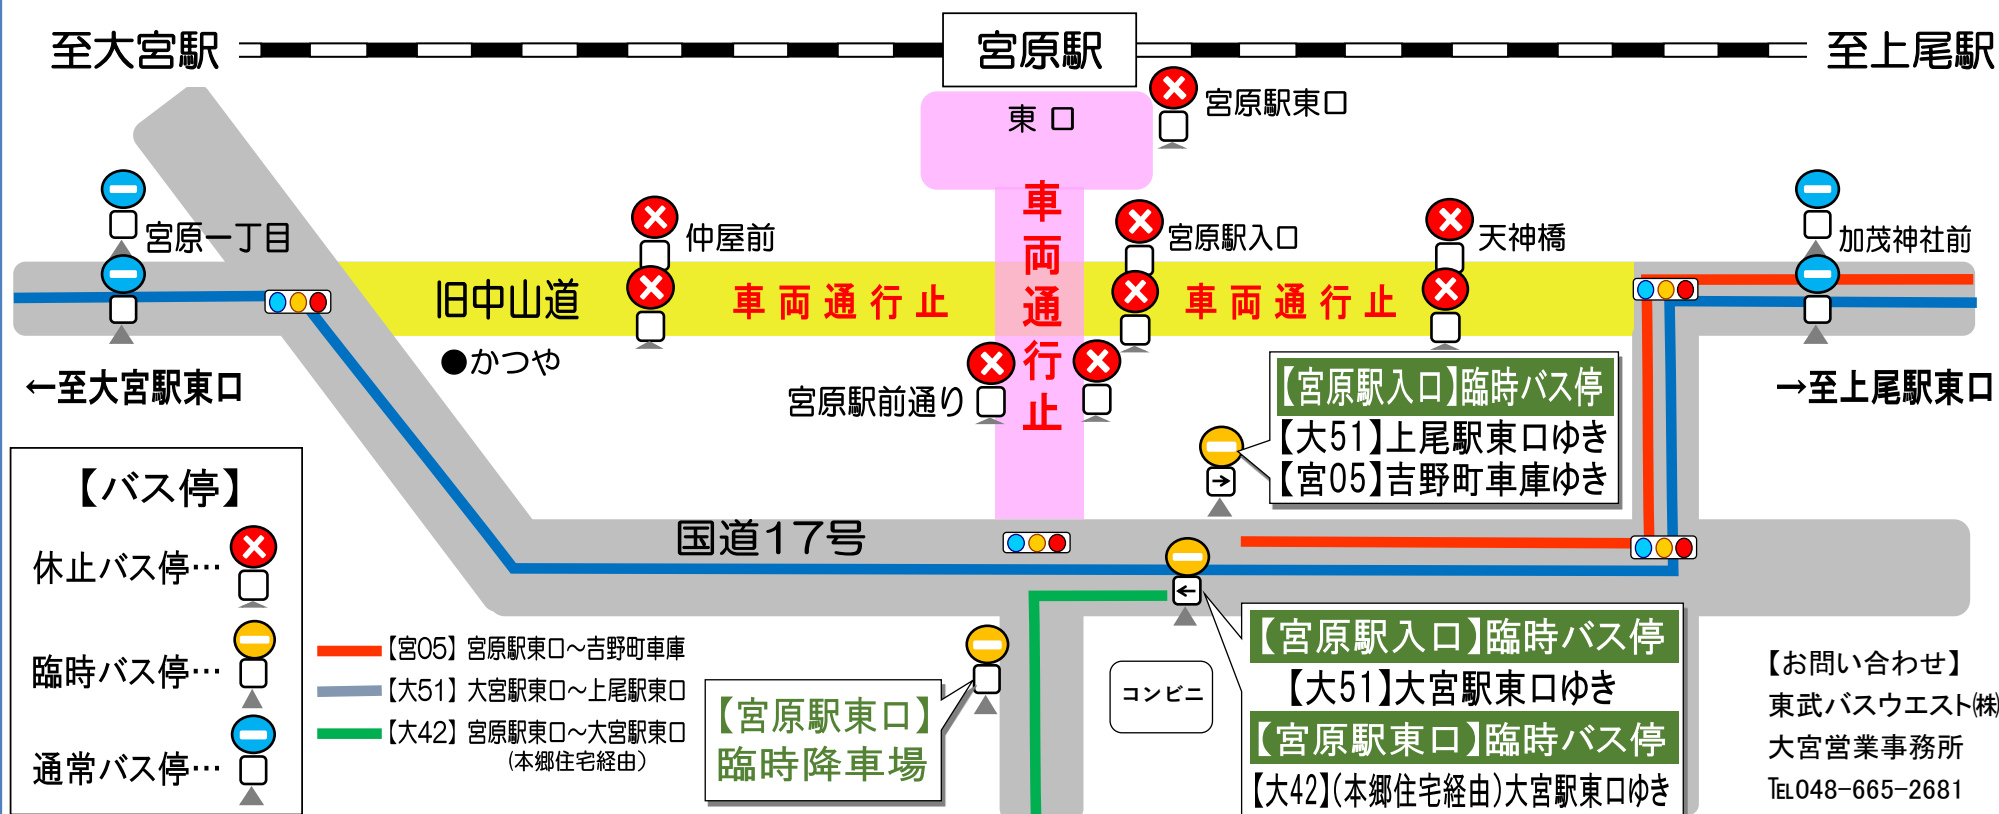 至大宮駅
宮原駅
至上尾駅
東口
宮原駅東口
車両通行止
宮原一丁目
仲屋前
宮原駅入口
天神橋
加茂神社前
旧中山道
車両通行止
車両通行止
●かつや
←至大宮駅東口
宮原駅前通り
→至上尾駅東口
【宮原駅入口】臨時バス停
【大51】上尾駅東口ゆき
【宮05】吉野町車庫ゆき
【バス停】
休止バス停…
臨時バス停…
通常バス停…
国道17号
→
←
【宮05】宮原駅東口～吉野町車庫
【大51】大宮駅東口～上尾駅東口
【大42】宮原駅東口～大宮駅東口
(本郷住宅経由)
【宮原駅東口】
臨時降車場
コンビニ
【宮原駅入口】臨時バス停
【大51】大宮駅東口ゆき
【宮原駅東口】臨時バス停
【大42】(本郷住宅経由)大宮駅東口ゆき
【お問い合わせ】
東武バスウエスト㈱
大宮営業事務所
℡048-665-2681